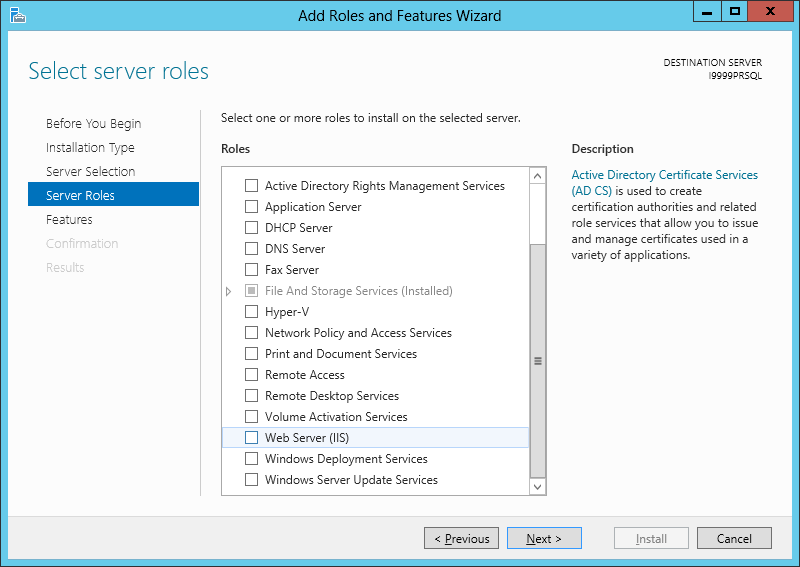 Add Roles and Features Wizard
Select server roles
DESTINATION SERVER
I9999PRSQL
Before You Begin
Installation Type
Server Selection
Server Roles
Features
Confirmation
Results
Select one or more roles to install on the selected server.
Roles
Active Directory Rights Management Services
Application Server
DHCP Server
DNS Server
Fax Server
File And Storage Services (Installed)
Hyper-V
Network Policy and Access Services
Print and Document Services
Remote Access
Remote Desktop Services
Volume Activation Services
Web Server (IIS)
Windows Deployment Services
Windows Server Update Services
Description
Active Directory Certificate Services
(AD CS) is used to create
certification authorities and related
role services that allow you to issue
and manage certificates used in a
variety of applications.
< Previous
Next >
Install
Cancel